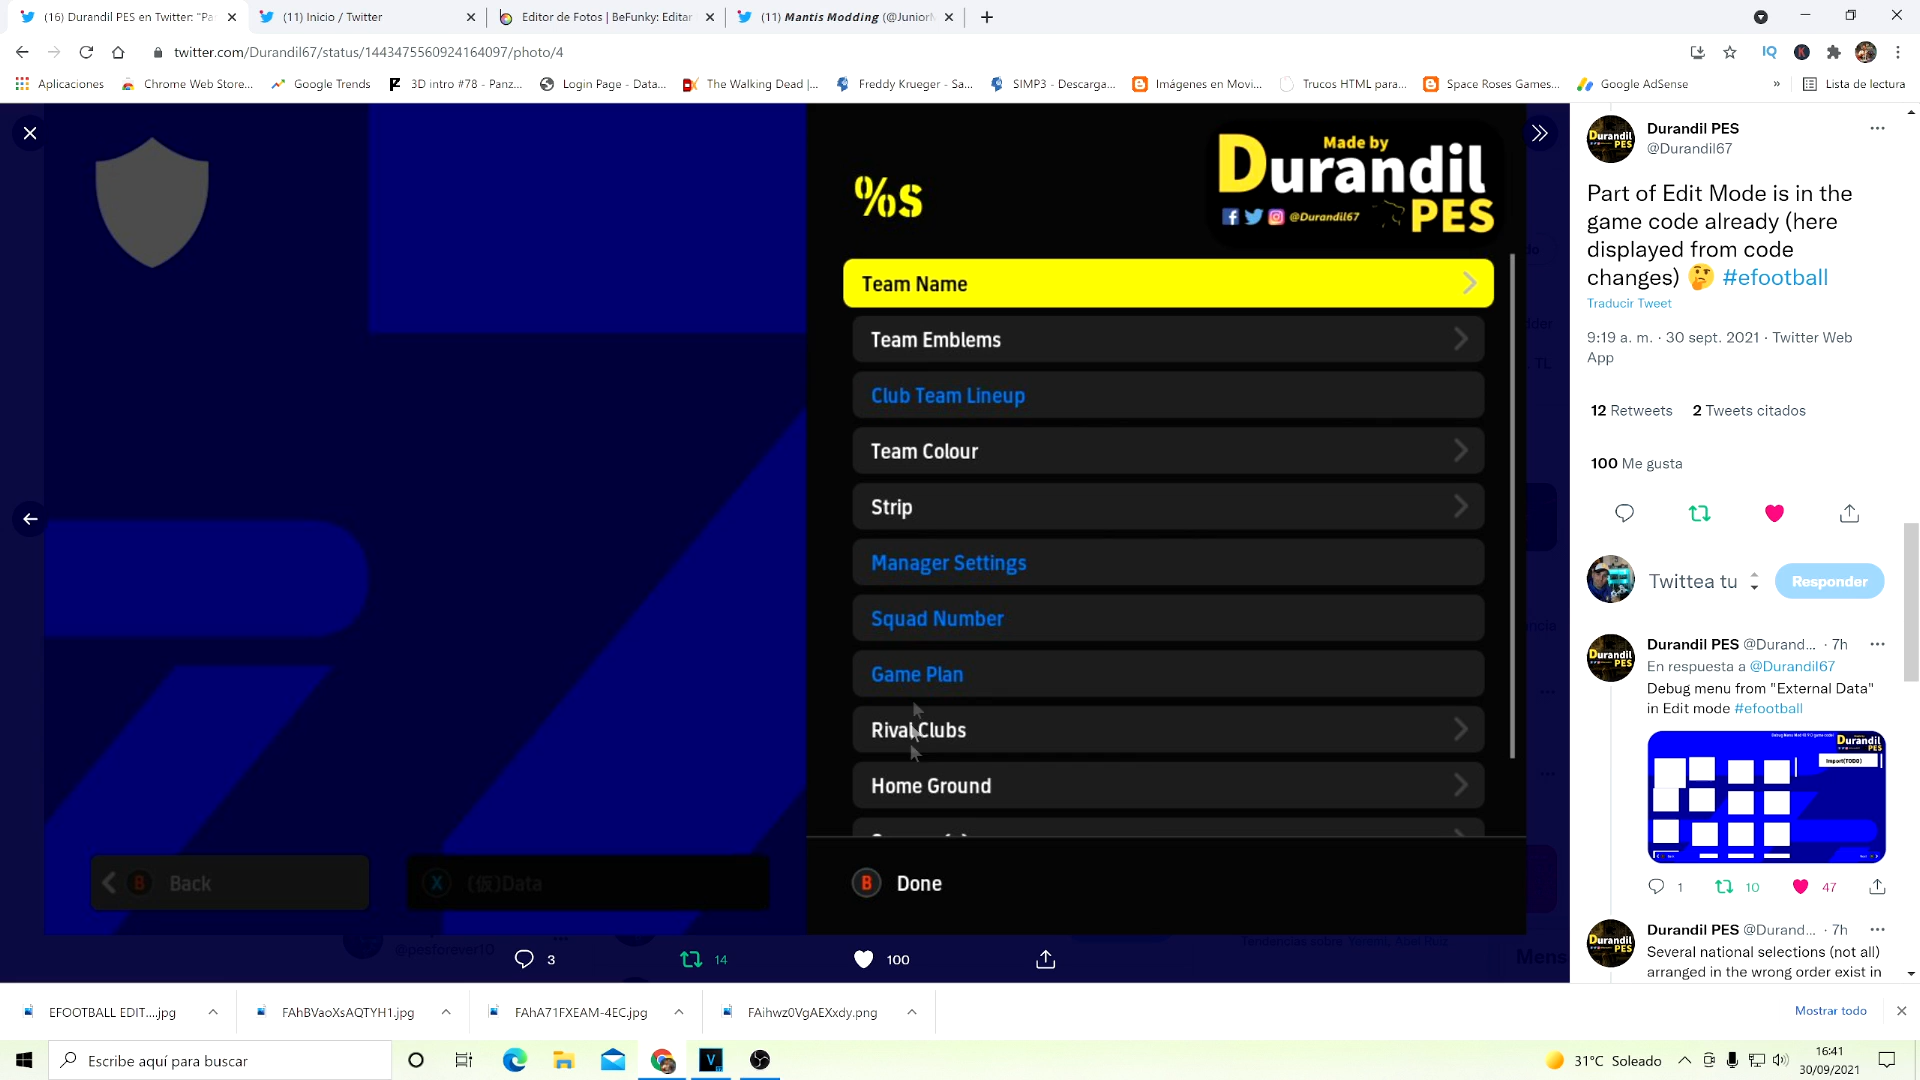 (16) Durandil PES en Twitter: "Pa
(11) Inicio / Twitter
Editor de Fotos | BeFunky: Editar
(11) Mantis Modding (@Junior
twitter.com/Durandil67/status/1443475560924164097/photo/4
IQ
K
Aplicaciones
Chrome Web Store...
Google Trends
3D intro #78 - Panz...
Login Page - Data...
The Walking Dead |...
Freddy Krueger - Sa...
SIMP3 - Descarga...
Imágenes en Movi...
Trucos HTML para...
Space Roses Games...
Google AdSense
»
Lista de lectura
%s
Made by
Durandil
@Durandil67
PES
Team Name
Team Emblems
Club Team Lineup
Team Colour
Strip
Manager Settings
Squad Number
Game Plan
Rival Clubs
Home Ground
B Back
X (仮)Data
B Done
@pesforever10
3
14
100
Mens
Durandil PES
@Durandil67
Part of Edit Mode is in the
game code already (here
displayed from code
changes) 🤔 #efootball
Traducir Tweet
9:19 a. m. · 30 sept. 2021 · Twitter Web
App
12 Retweets 2 Tweets citados
100 Me gusta
Twittea tu
Responder
Durandil PES @Durand... · 7h
En respuesta a @Durandil67
Debug menu from "External Data"
in Edit mode #efootball
Durandil
PES
Import(TODO)
1
10
47
Durandil PES @Durand... · 7h
Several national selections (not all)
arranged in the wrong order exist in
EFOOTBALL EDIT....jpg
FAhBVaoXsAQTYH1.jpg
FAhA71FXEAM-4EC.jpg
FAihwz0VgAEXxdy.png
Mostrar todo
Escribe aquí para buscar
V
31°C Soleado
16:41
30/09/2021